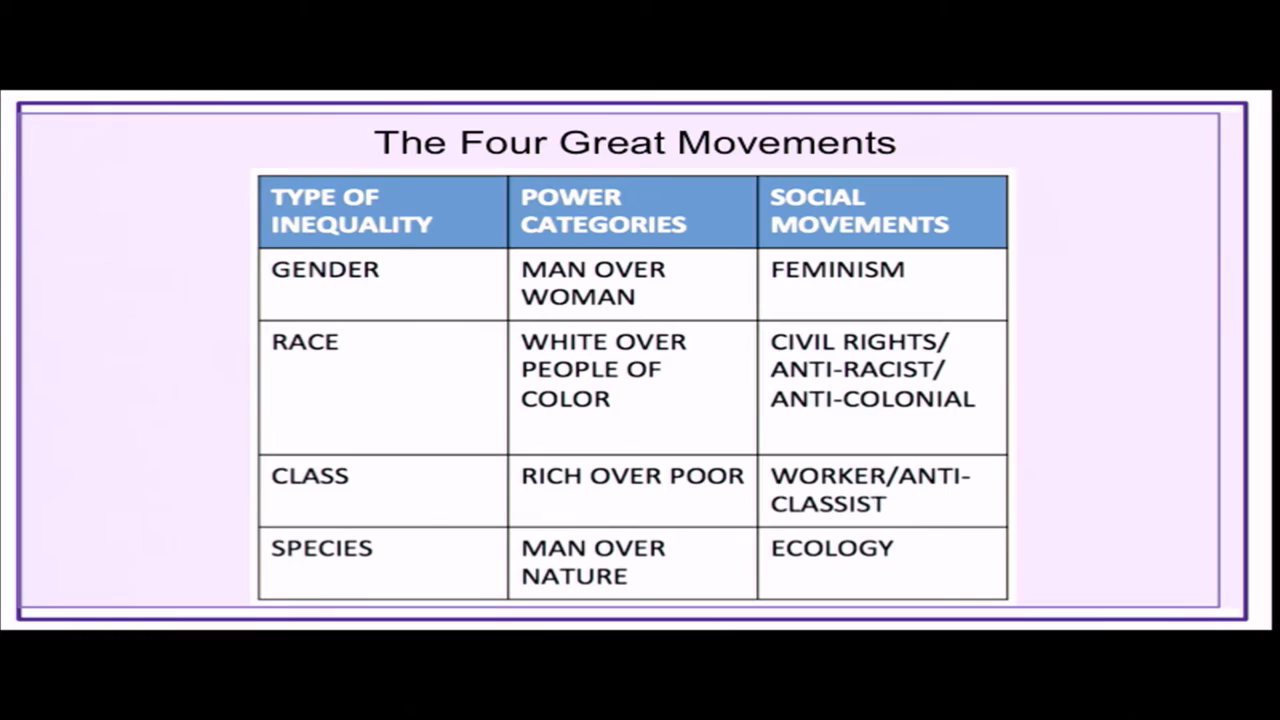 The Four Great Movements
TYPE OF
INEQUALITY
POWER
CATEGORIES
SOCIAL
MOVEMENTS
GENDER
MAN OVER
WOMAN
FEMINISM
RACE
WHITE OVER
PEOPLE OF
COLOR
CIVIL RIGHTS/
ANTI-RACIST/
ANTI-COLONIAL
CLASS
RICH OVER POOR
WORKER/ANTI-
CLASSIST
SPECIES
MAN OVER
NATURE
ECOLOGY